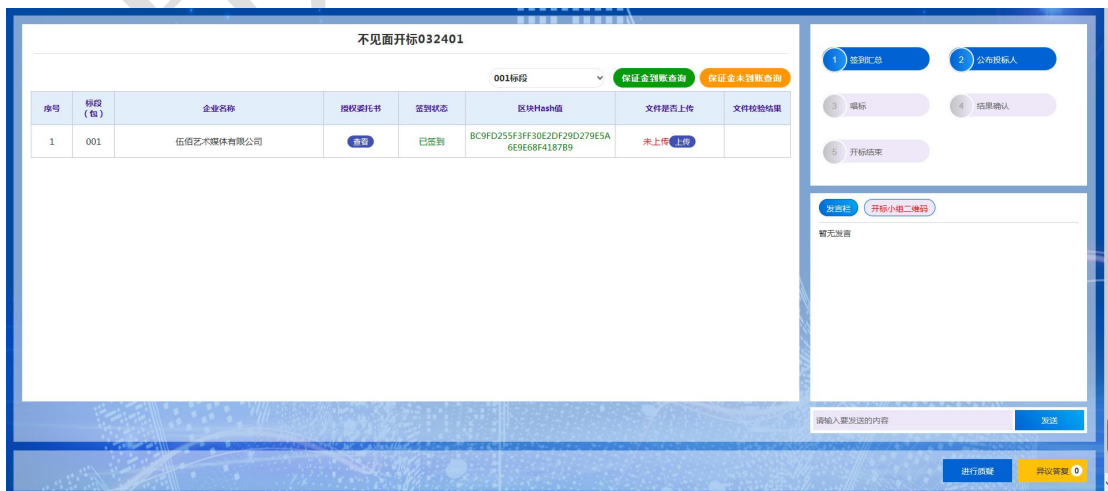 不见面开标032401
001标段
保证金到账查询
保证金未到账查询
序号
标段
（包）
企业名称
授权委托书
签到状态
区块Hash值
文件是否上传
文件校验结果
1
001
伍佰艺术媒体有限公司
查看
已签到
BC9FD255F3FF30E2DF29D279E5A
6E9E68F4187B9
未上传 上传
1 签到汇总
2 公布投标人
3 唱标
4 结果确认
5 开标结束
发言栏
开标小组二维码
暂无发言
请输入要发送的内容
发送
进行质疑
异议答复 0